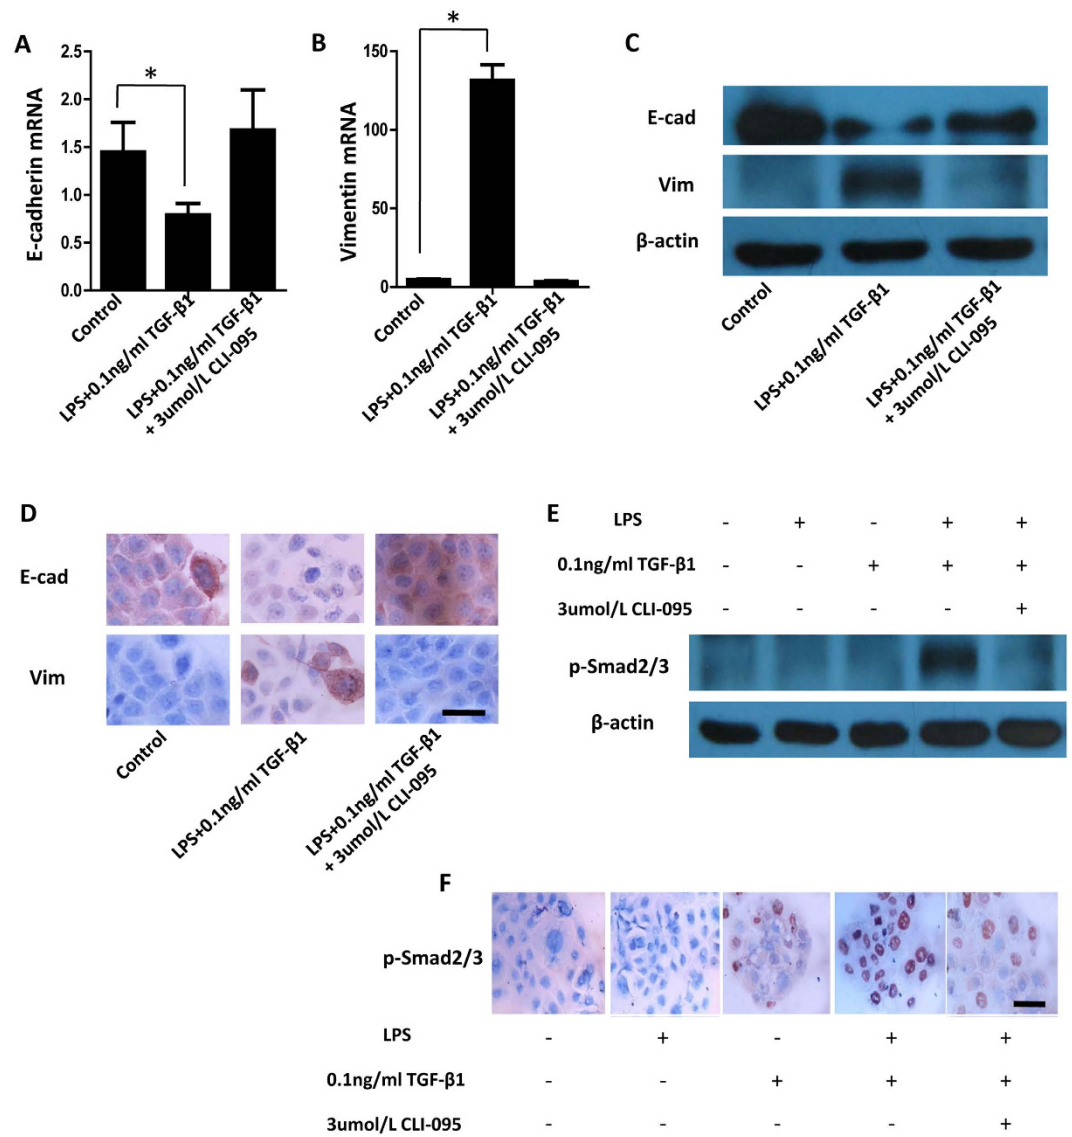 A
E-cadherin mRNA
2.5
2.0
1.5
1.0
0.5
0.0
*
Control
LPS+0.1ng/ml TGF-β1
LPS+0.1ng/ml TGF-β1
+ 3umol/L CLI-095
B
Vimentin mRNA
150
100
50
0
*
Control
LPS+0.1ng/ml TGF-β1
LPS+0.1ng/ml TGF-β1
+ 3umol/L CLI-095
C
E-cad
Vim
β-actin
Control
LPS+0.1ng/ml TGF-β1
LPS+0.1ng/ml TGF-β1
+ 3umol/L CLI-095
D
E-cad
Vim
Control
LPS+0.1ng/ml TGF-β1
LPS+0.1ng/ml TGF-β1
+ 3umol/L CLI-095
E
LPS - + - + +
0.1ng/ml TGF-β1 - - + + +
3umol/L CLI-095 - - - - +
p-Smad2/3
β-actin
F
p-Smad2/3
LPS - + - + +
0.1ng/ml TGF-β1 - - + + +
3umol/L CLI-095 - - - - +